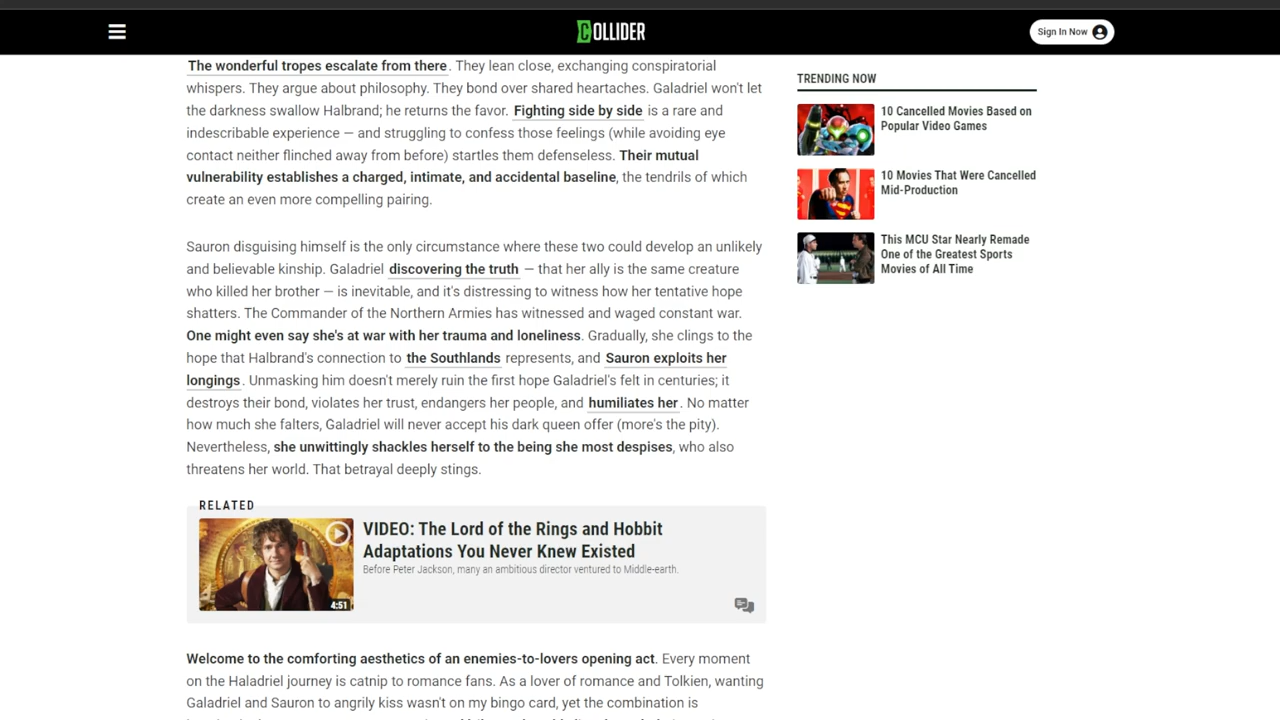 COLLIDER
Sign In Now
The wonderful tropes escalate from there. They lean close, exchanging conspiratorial
whispers. They argue about philosophy. They bond over shared heartaches. Galadriel won't let
the darkness swallow Halbrand; he returns the favor. Fighting side by side is a rare and
indescribable experience — and struggling to confess those feelings (while avoiding eye
contact neither flinched away from before) startles them defenseless. Their mutual
vulnerability establishes a charged, intimate, and accidental baseline, the tendrils of which
create an even more compelling pairing.
Sauron disguising himself is the only circumstance where these two could develop an unlikely
and believable kinship. Galadriel discovering the truth — that her ally is the same creature
who killed her brother — is inevitable, and it's distressing to witness how her tentative hope
shatters. The Commander of the Northern Armies has witnessed and waged constant war.
One might even say she's at war with her trauma and loneliness. Gradually, she clings to the
hope that Halbrand's connection to the Southlands represents, and Sauron exploits her
longings. Unmasking him doesn't merely ruin the first hope Galadriel's felt in centuries; it
destroys their bond, violates her trust, endangers her people, and humiliates her. No matter
how much she falters, Galadriel will never accept his dark queen offer (more's the pity).
Nevertheless, she unwittingly shackles herself to the being she most despises, who also
threatens her world. That betrayal deeply stings.
RELATED
VIDEO: The Lord of the Rings and Hobbit
Adaptations You Never Knew Existed
Before Peter Jackson, many an ambitious director ventured to Middle-earth.
4:51
Welcome to the comforting aesthetics of an enemies-to-lovers opening act. Every moment
on the Haladriel journey is catnip to romance fans. As a lover of romance and Tolkien, wanting
Galadriel and Sauron to angrily kiss wasn't on my bingo card, yet the combination is
TRENDING NOW
10 Cancelled Movies Based on
Popular Video Games
10 Movies That Were Cancelled
Mid-Production
This MCU Star Nearly Remade
One of the Greatest Sports
Movies of All Time